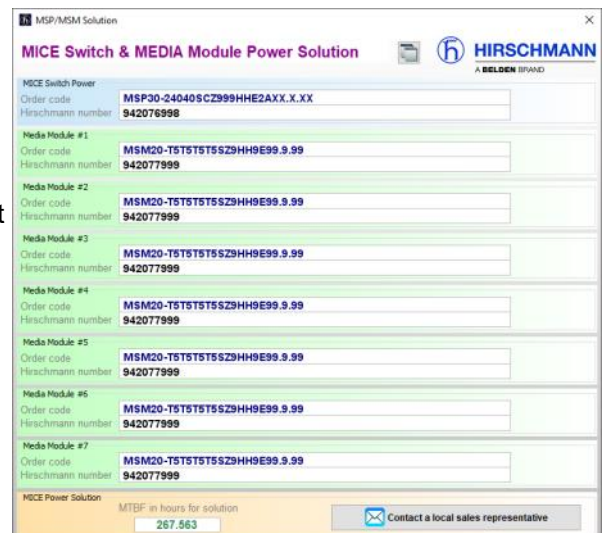 MSP/MSM Solution
MICE Switch & MEDIA Module Power Solution
HIRSCHMANN
A BELDEN BRAND
MICE Switch Power
Order code MSP30-24040SCZ999HHE2AXX.X.XX
Hirschmann number 942076998
Media Module #1
Order code MSM20-T5T5T5T5SZ9HH9E99.9.99
Hirschmann number 942077999
Media Module #2
Order code MSM20-T5T5T5T5SZ9HH9E99.9.99
t
Hirschmann number 942077999
Media Module #3
Order code MSM20-T5T5T5T5SZ9HH9E99.9.99
Hirschmann number 942077999
Media Module #4
Order code MSM20-T5T5T5T5SZ9HH9E99.9.99
Hirschmann number 942077999
Media Module #5
Order code MSM20-T5T5T5T5SZ9HH9E99.9.99
Hirschmann number 942077999
Media Module #6
Order code MSM20-T5T5T5T5SZ9HH9E99.9.99
Hirschmann number 942077999
Media Module #7
Order code MSM20-T5T5T5T5SZ9HH9E99.9.99
Hirschmann number 942077999
MICE Power Solution
MTBF in hours for solution
267.563
Contact a local sales representative